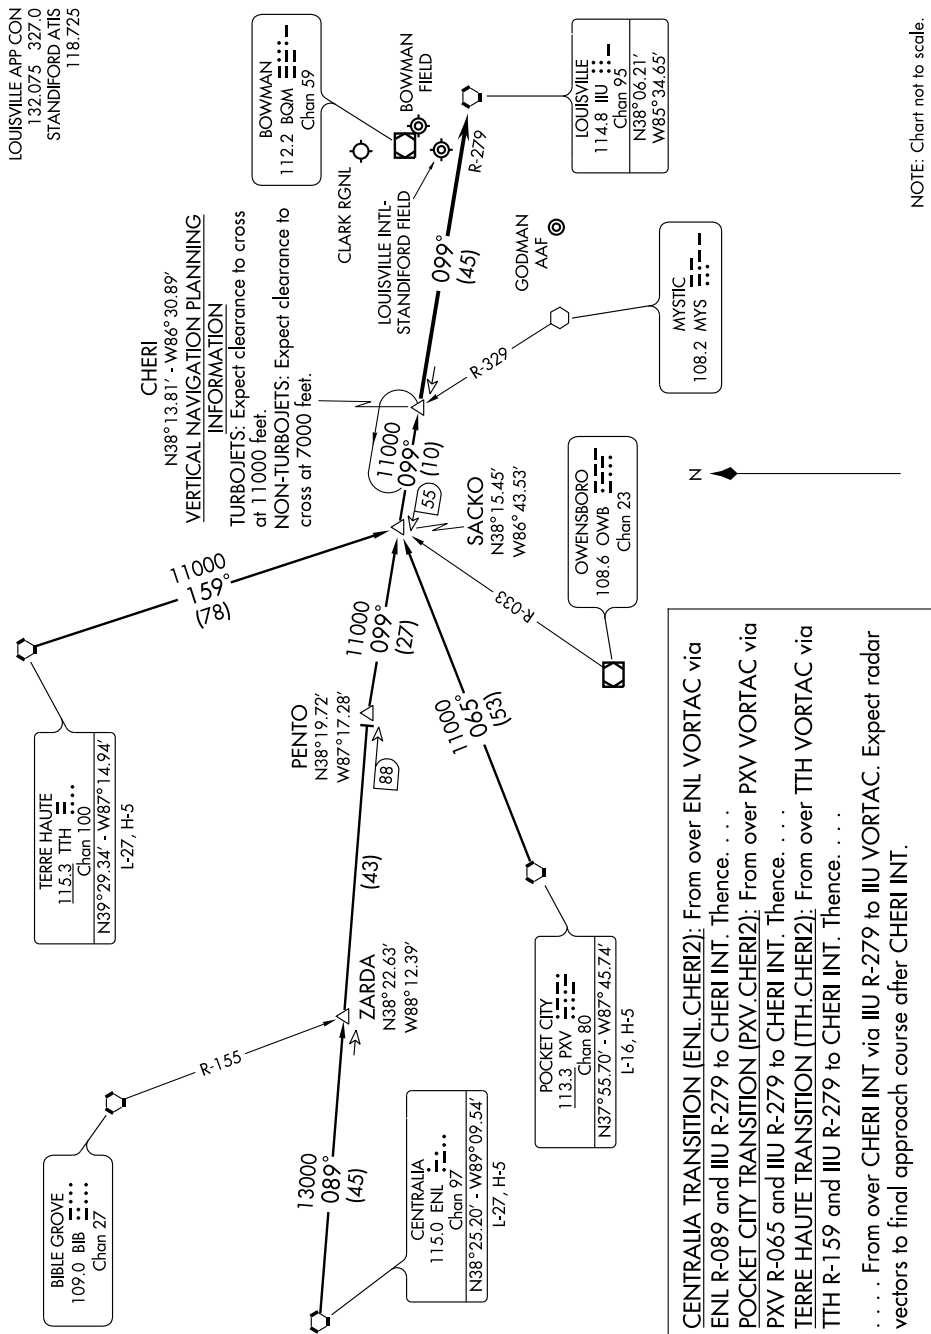 LOUISVILLE APP CON
132.075 327.0
STANDIFORD ATIS
118.725
BOWMAN
112.2 BQM
Chan 59
CLARK RGNL
BOWMAN
FIELD
LOUISVILLE INTL-
STANDIFORD FIELD
LOUISVILLE
114.8 IIU
Chan 95
N38°06.21'
W85°34.65'
R-279
099°
(45)
GODMAN
AAF
CHERI
N38°13.81' - W86°30.89'
VERTICAL NAVIGATION PLANNING
INFORMATION
TURBOJETS: Expect clearance to cross
at 11000 feet.
NON-TURBOJETS: Expect clearance to
cross at 7000 feet.
R-329
MYSTIC
108.2 MYS
11000
099°
(10)
55
SACKO
N38°15.45'
W86°43.53'
N
OWENSBORO
108.6 OWB
Chan 23
R-033
11000
159°
(78)
TERRE HAUTE
115.3 TTH
Chan 100
N39°29.34' - W87°14.94'
L-27, H-5
11000
099°
(27)
PENTO
N38°19.72'
W87°17.28'
88
11000
065°
(53)
POCKET CITY
113.3 PXV
Chan 80
N37°55.70' - W87°45.74'
L-16, H-5
(43)
ZARDA
N38°22.63'
W88°12.39'
R-155
BIBLE GROVE
109.0 BIB
Chan 27
13000
089°
(45)
CENTRALIA
115.0 ENL
Chan 97
N38°25.20' - W89°09.54'
L-27, H-5
CENTRALIA TRANSITION (ENL.CHERI2): From over ENL VORTAC via
ENL R-089 and IIU R-279 to CHERI INT. Thence. . . .
POCKET CITY TRANSITION (PXV.CHERI2): From over PXV VORTAC via
PXV R-065 and IIU R-279 to CHERI INT. Thence. . . .
TERRE HAUTE TRANSITION (TTH.CHERI2): From over TTH VORTAC via
TTH R-159 and IIU R-279 to CHERI INT. Thence. . . .
. . . . From over CHERI INT via IIU R-279 to IIU VORTAC. Expect radar
vectors to final approach course after CHERI INT.
NOTE: Chart not to scale.